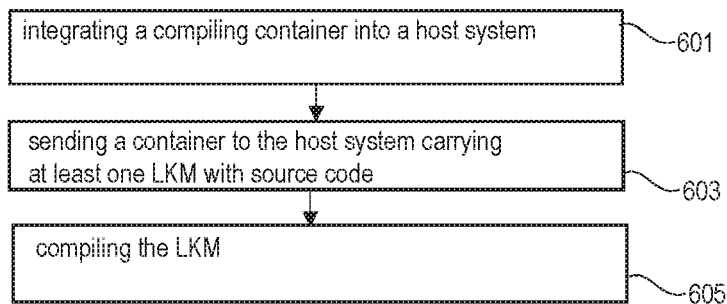 integrating a compiling container into a host system
601
sending a container to the host system carrying
at least one LKM with source code
603
compiling the LKM
605